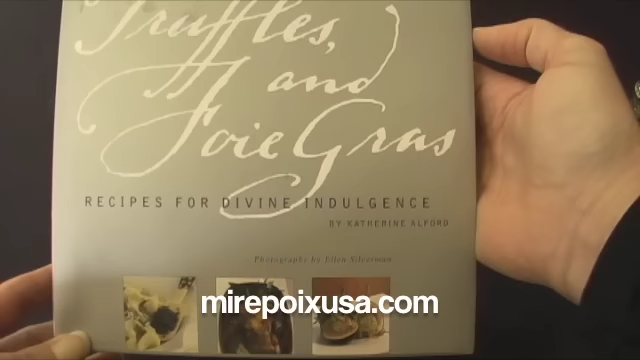 Truffles,
and
Foie Gras
RECIPES FOR DIVINE INDULGENCE
BY KATHERINE ALFORD
Photographs by Ellen Silverman
mirepoixusa.com